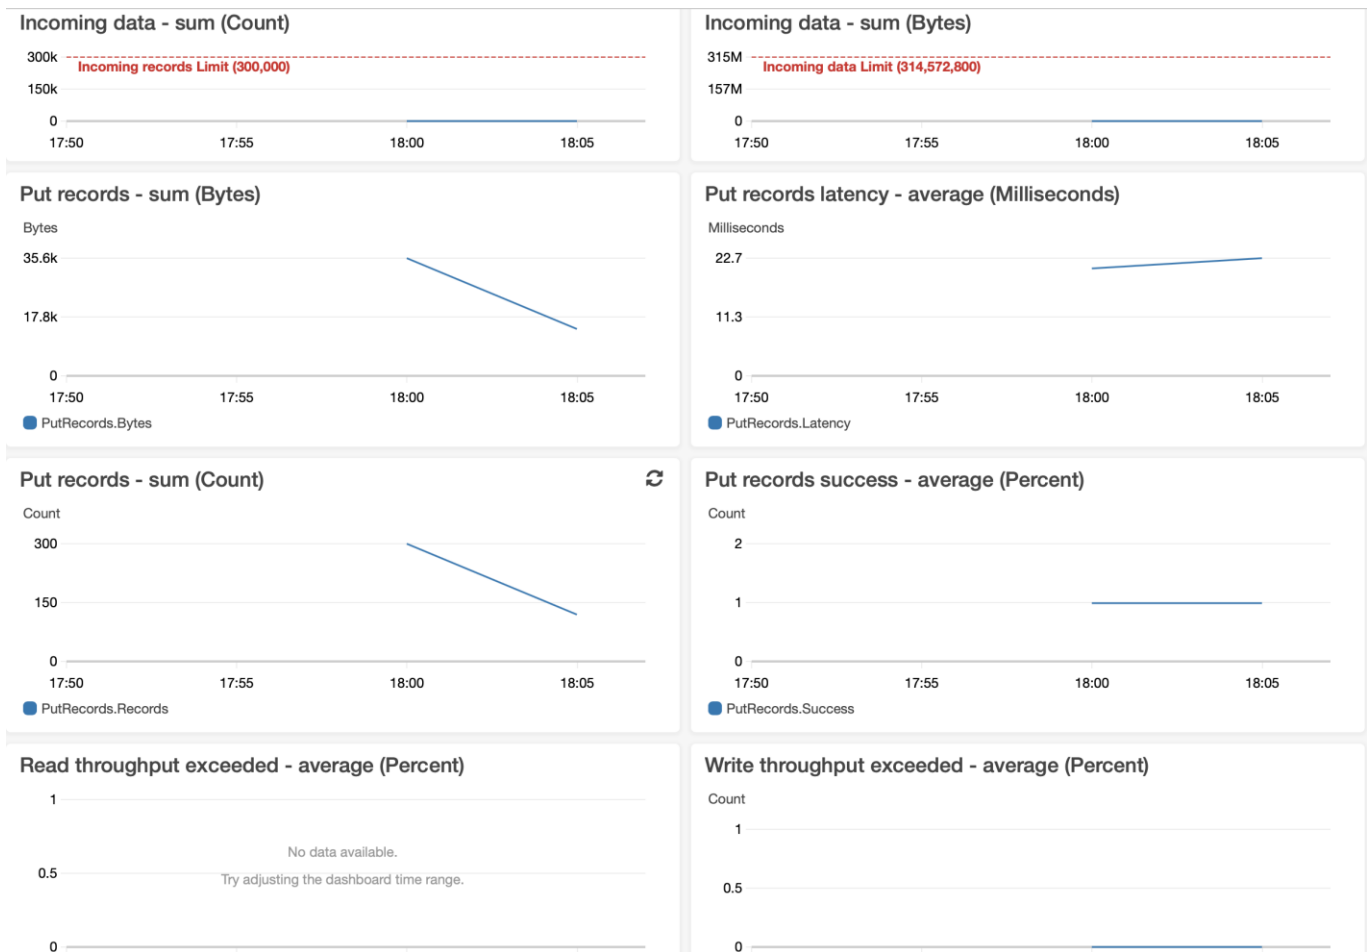 Incoming data - sum (Count)
300k
Incoming records Limit (300,000)
150k
0
17:50 17:55 18:00 18:05
Incoming data - sum (Bytes)
315M
Incoming data Limit (314,572,800)
157M
0
17:50 17:55 18:00 18:05
Put records - sum (Bytes)
Bytes
35.6k
17.8k
0
17:50 17:55 18:00 18:05
PutRecords.Bytes
Put records latency - average (Milliseconds)
Milliseconds
22.7
11.3
0
17:50 17:55 18:00 18:05
PutRecords.Latency
Put records - sum (Count)
Count
300
150
0
17:50 17:55 18:00 18:05
PutRecords.Records
Put records success - average (Percent)
Count
2
1
0
17:50 17:55 18:00 18:05
PutRecords.Success
Read throughput exceeded - average (Percent)
1
No data available.
0.5
Try adjusting the dashboard time range.
0
Write throughput exceeded - average (Percent)
Count
1
0.5
0